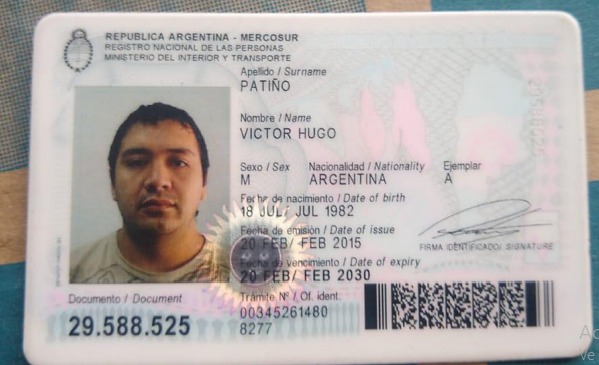 REPUBLICA ARGENTINA - MERCOSUR
REGISTRO NACIONAL DE LAS PERSONAS
MINISTERIO DEL INTERIOR Y TRANSPORTE
Apellido / Surname
PATIÑO
Nombre / Name
VICTOR HUGO
Sexo / Sex Nacionalidad / Nationality Ejemplar
M ARGENTINA A
Fecha de nacimiento / Date of birth
18 JUL/ JUL 1982
Fecha de emisión / Date of issue
20 FEB/ FEB 2015
FIRMA IDENTIFICADO/ SIGNATURE
Fecha de vencimiento / Date of expiry
20 FEB/ FEB 2030
Documento / Document
29.588.525
Trámite Nº / Of. ident.
00345261480
8277